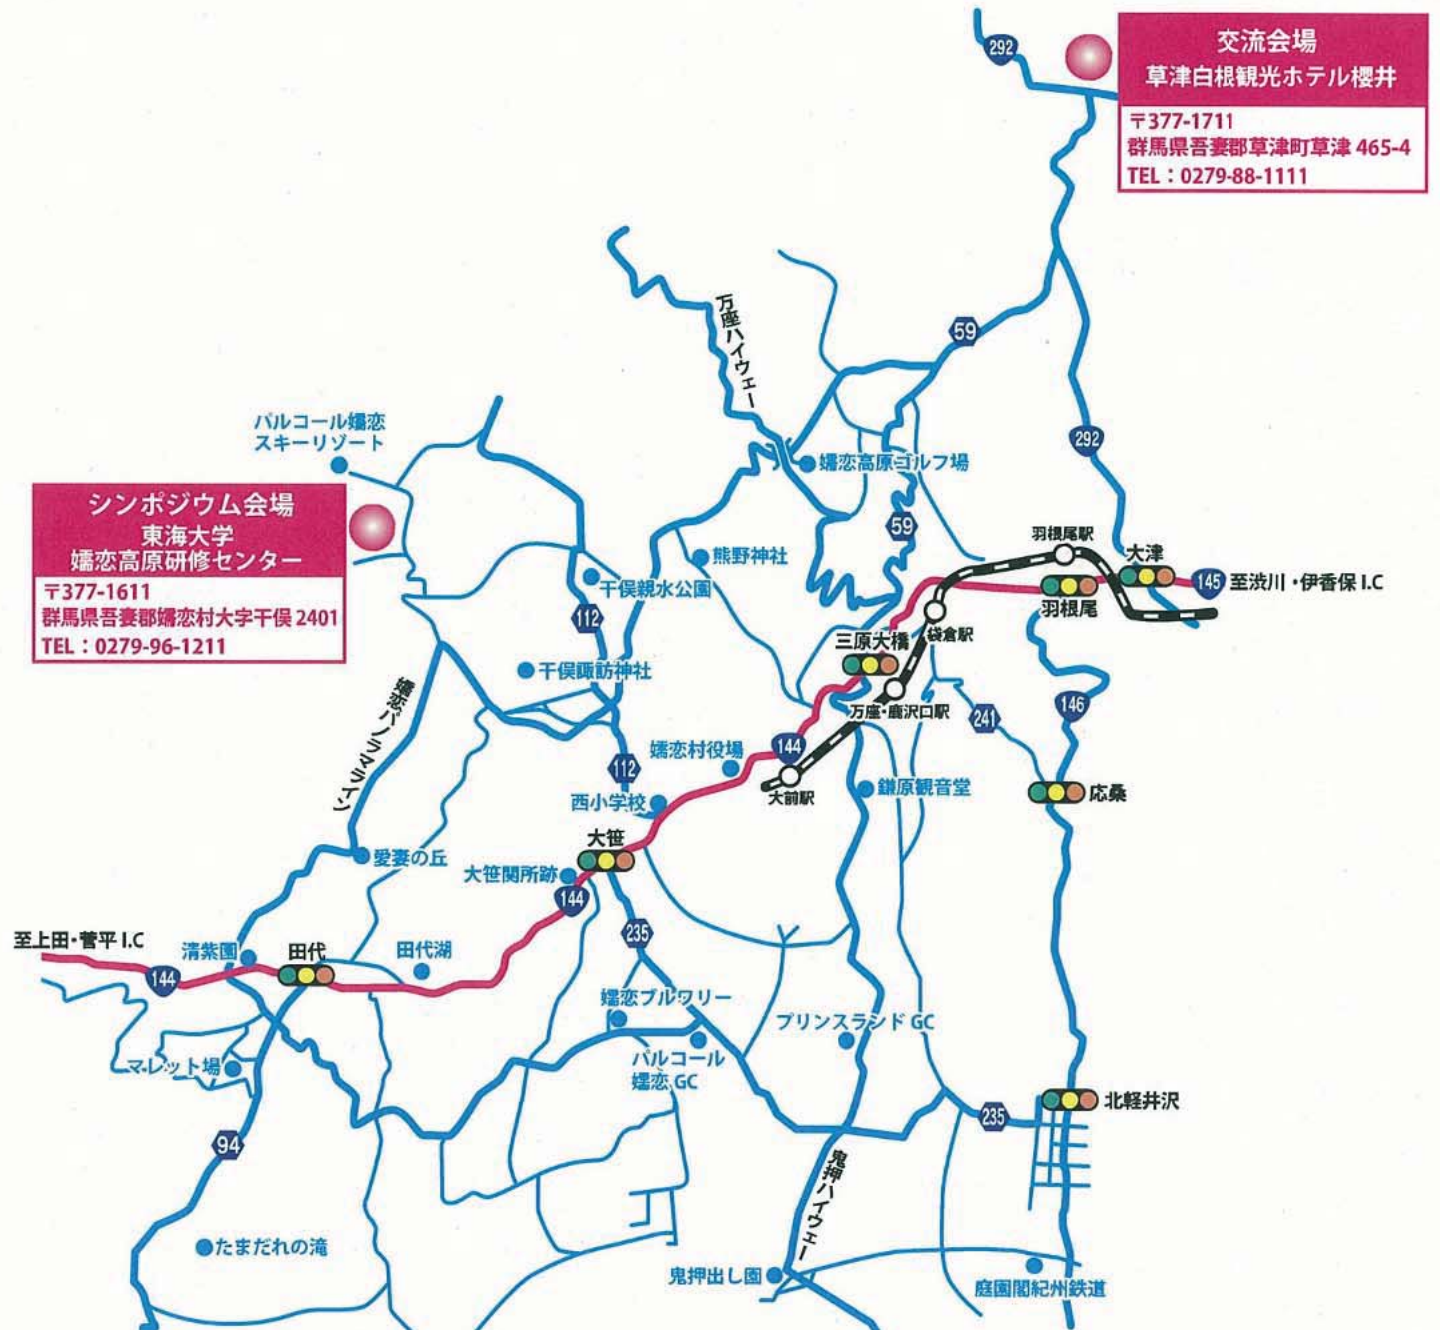 292
交流会場
草津白根観光ホテル櫻井
〒377-1711
群馬県吾妻郡草津町草津 465-4
TEL：0279-88-1111
万座ハイウェー
59
パルコール嬬恋
スキーリゾート
292
嬬恋高原ゴルフ場
シンポジウム会場
東海大学
嬬恋高原研修センター
〒377-1611
群馬県吾妻郡嬬恋村大字干俣 2401
TEL：0279-96-1211
59
羽根尾駅
大津
145
至渋川・伊香保 I.C
熊野神社
干俣親水公園
112
羽根尾
袋倉駅
三原大橋
干俣諏訪神社
嬬恋パノラマライン
万座・鹿沢口駅
241
146
144
嬬恋村役場
112
大前駅
鎌原観音堂
応桑
西小学校
大笹
愛妻の丘
大笹関所跡
144
235
至上田・菅平 I.C
清紫園
田代
田代湖
144
嬬恋ブルワリー
プリンスランド GC
パルコール
嬬恋 GC
マレット場
94
235
北軽井沢
鬼押ハイウェー
たまだれの滝
鬼押出し園
庭園閣紀州鉄道